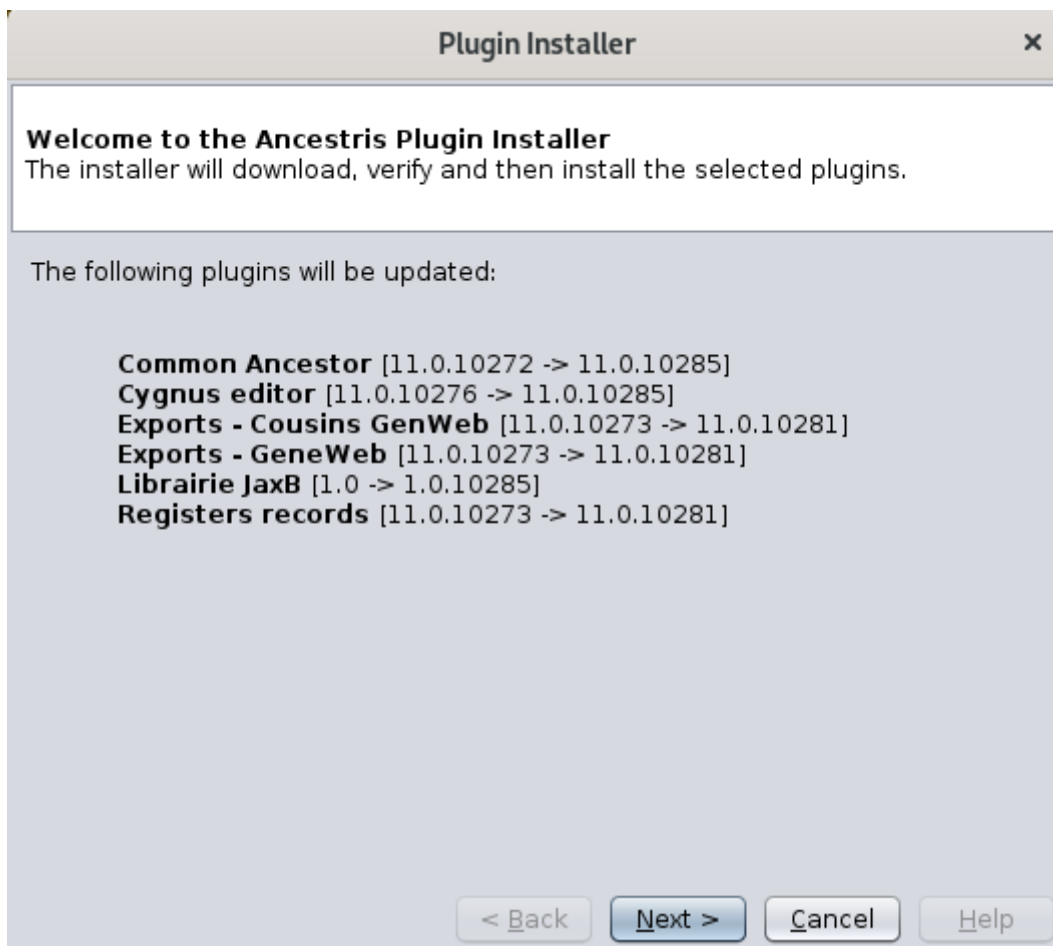 Plugin Installer ×
Welcome to the Ancestris Plugin Installer
The installer will download, verify and then install the selected plugins.
The following plugins will be updated:
Common Ancestor [11.0.10272 -> 11.0.10285]
Cygnus editor [11.0.10276 -> 11.0.10285]
Exports - Cousins GenWeb [11.0.10273 -> 11.0.10281]
Exports - GeneWeb [11.0.10273 -> 11.0.10281]
Librairie JaxB [1.0 -> 1.0.10285]
Registers records [11.0.10273 -> 11.0.10281]
< Back Next > Cancel Help